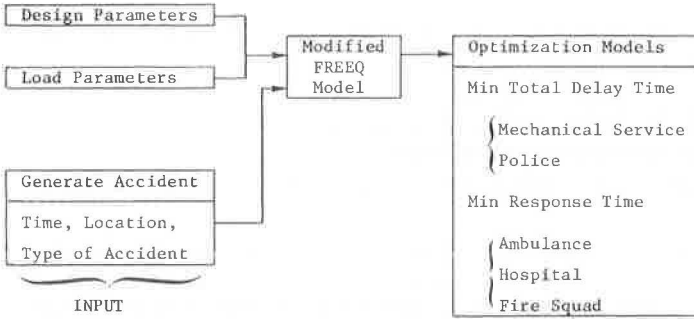 Design Parameters
Load Parameters
Generate Accident
Time, Location,
Type of Accident
INPUT
Modified
FREEQ
Model
Optimization Models
Min Total Delay Time
Mechanical Service
Police
Min Response Time
Ambulance
Hospital
Fire Squad